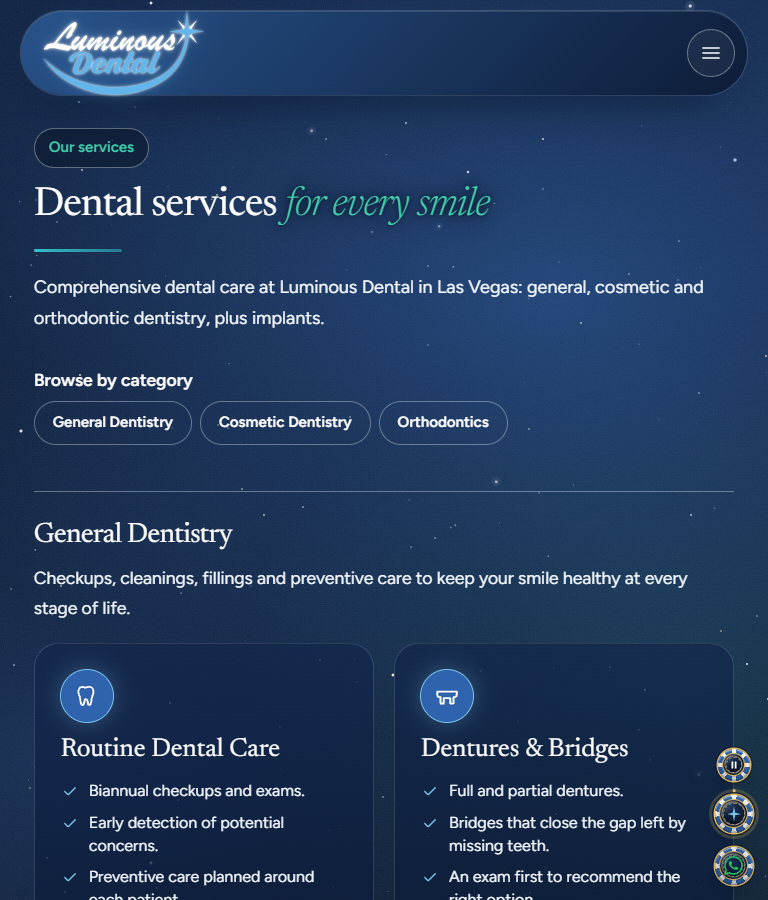 Luminous
Dental
Our services
Dental services for every smile
Comprehensive dental care at Luminous Dental in Las Vegas: general, cosmetic and
orthodontic dentistry, plus implants.
Browse by category
General Dentistry
Cosmetic Dentistry
Orthodontics
General Dentistry
Checkups, cleanings, fillings and preventive care to keep your smile healthy at every
stage of life.
Routine Dental Care
Biannual checkups and exams.
Early detection of potential
concerns.
Preventive care planned around
each patient.
Dentures & Bridges
Full and partial dentures.
Bridges that close the gap left by
missing teeth.
An exam first to recommend the
right option.